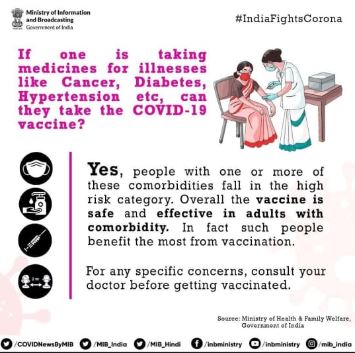 Ministry of Information
and Broadcasting
Government of India
#IndiaFightsCorona
If one is taking
medicines for illnesses
like Cancer, Diabetes,
Hypertension etc, can
they take the COVID-19
vaccine?
Yes, people with one or more of
these comorbidities fall in the high
risk category. Overall the vaccine is
safe and effective in adults with
comorbidity. In fact such people
benefit the most from vaccination.
For any specific concerns, consult your
doctor before getting vaccinated.
Source: Ministry of Health & Family Welfare,
Government of India
/COVIDNewsByMIB /MIB_India /MIB_Hindi /inbministry /inbministry /mib_india